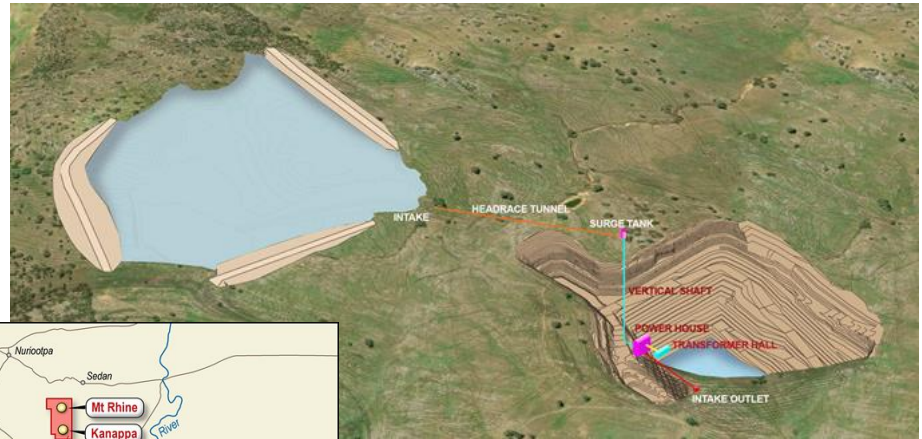 INTAKE
HEADRACE TUNNEL
SURGE TANK
VERTICAL SHAFT
POWER HOUSE
TRANSFORMER HALL
INTAKE OUTLET
Nuriootpa
Sedan
Mt Rhine
Kanappa
River